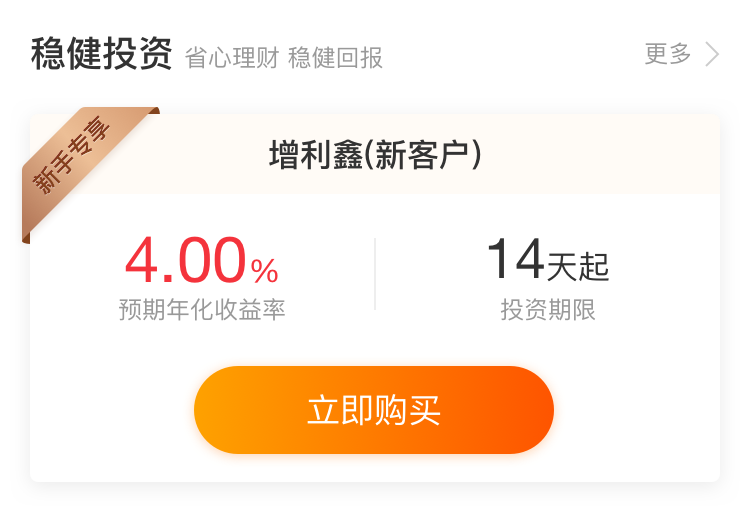 稳健投资 省心理财 稳健回报 更多
新手专享
增利鑫(新客户)
4.00% 14天起
预期年化收益率 投资期限
立即购买